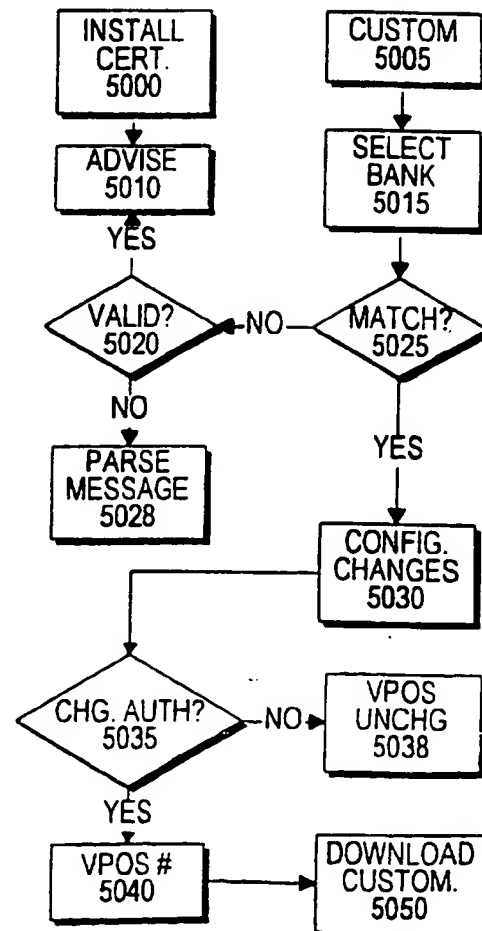 INSTALL
CERT.
5000
CUSTOM
5005
ADVISE
5010
SELECT
BANK
5015
YES
VALID?
5020
NO
MATCH?
5025
NO
YES
PARSE
MESSAGE
5028
CONFIG.
CHANGES
5030
CHG. AUTH?
5035
NO
VPOS
UNCHG
5038
YES
VPOS #
5040
DOWNLOAD
CUSTOM.
5050